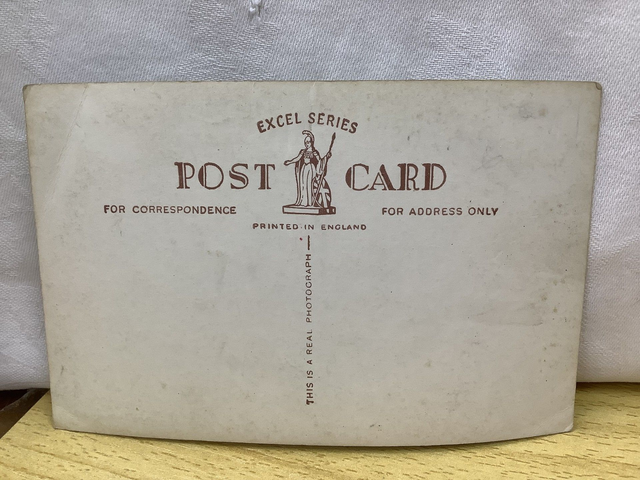 EXCEL SERIES
POST CARD
FOR CORRESPONDENCE
FOR ADDRESS ONLY
PRINTED IN ENGLAND
THIS IS A REAL PHOTOGRAPH